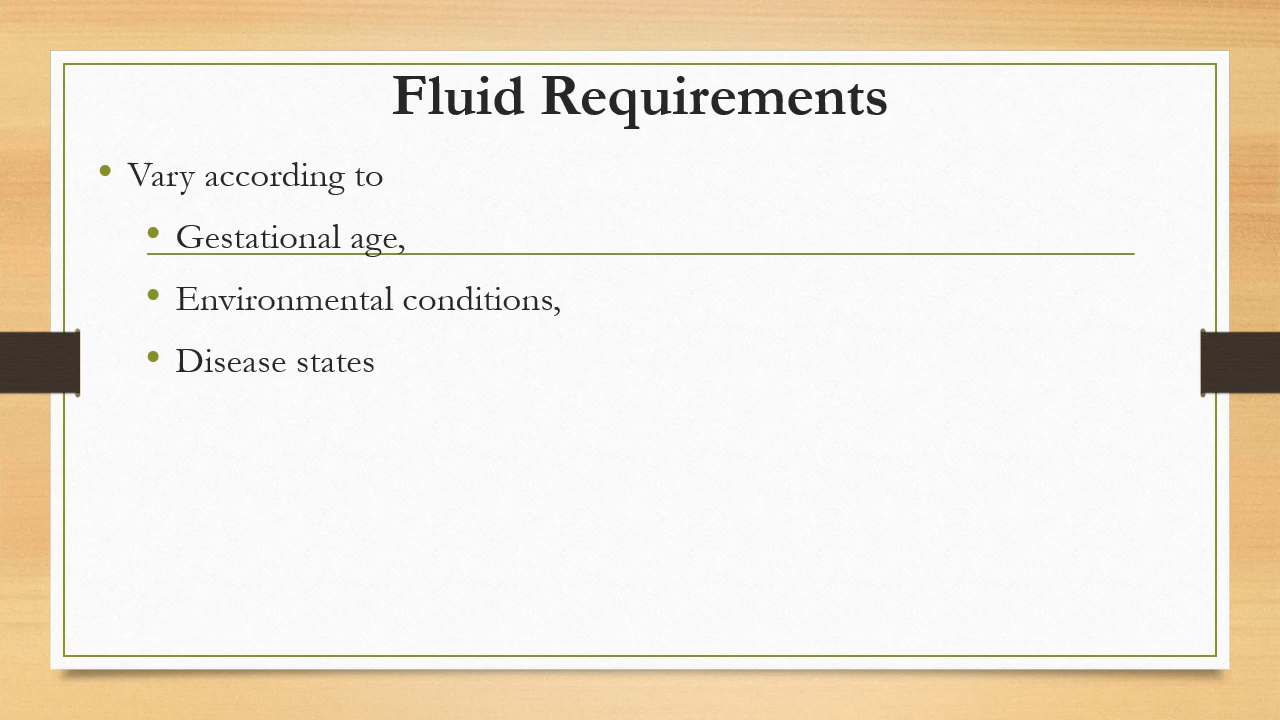 Fluid Requirements
• Vary according to
• Gestational age,
• Environmental conditions,
• Disease states